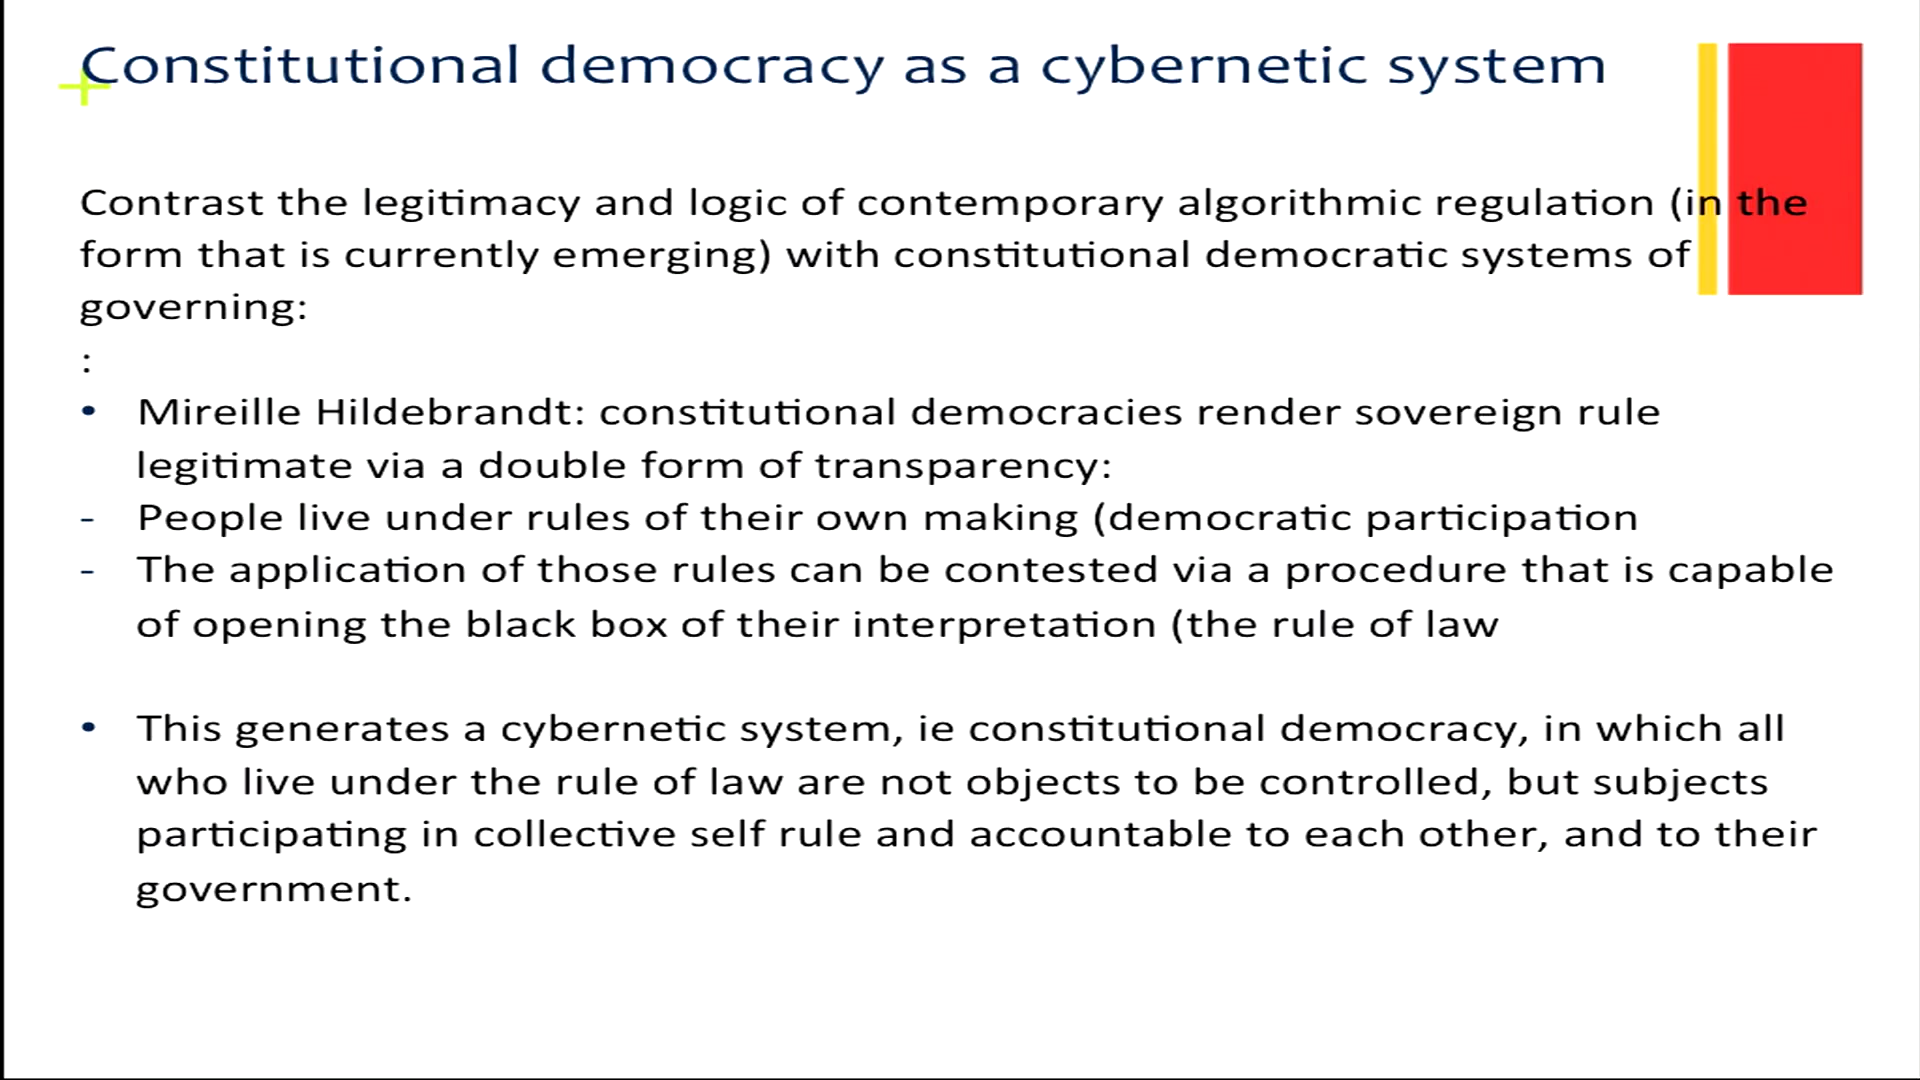 Constitutional democracy as a cybernetic system
Contrast the legitimacy and logic of contemporary algorithmic regulation (in the
form that is currently emerging) with constitutional democratic systems of
governing:
:
• Mireille Hildebrandt: constitutional democracies render sovereign rule
legitimate via a double form of transparency:
- People live under rules of their own making (democratic participation
- The application of those rules can be contested via a procedure that is capable
of opening the black box of their interpretation (the rule of law
• This generates a cybernetic system, ie constitutional democracy, in which all
who live under the rule of law are not objects to be controlled, but subjects
participating in collective self rule and accountable to each other, and to their
government.